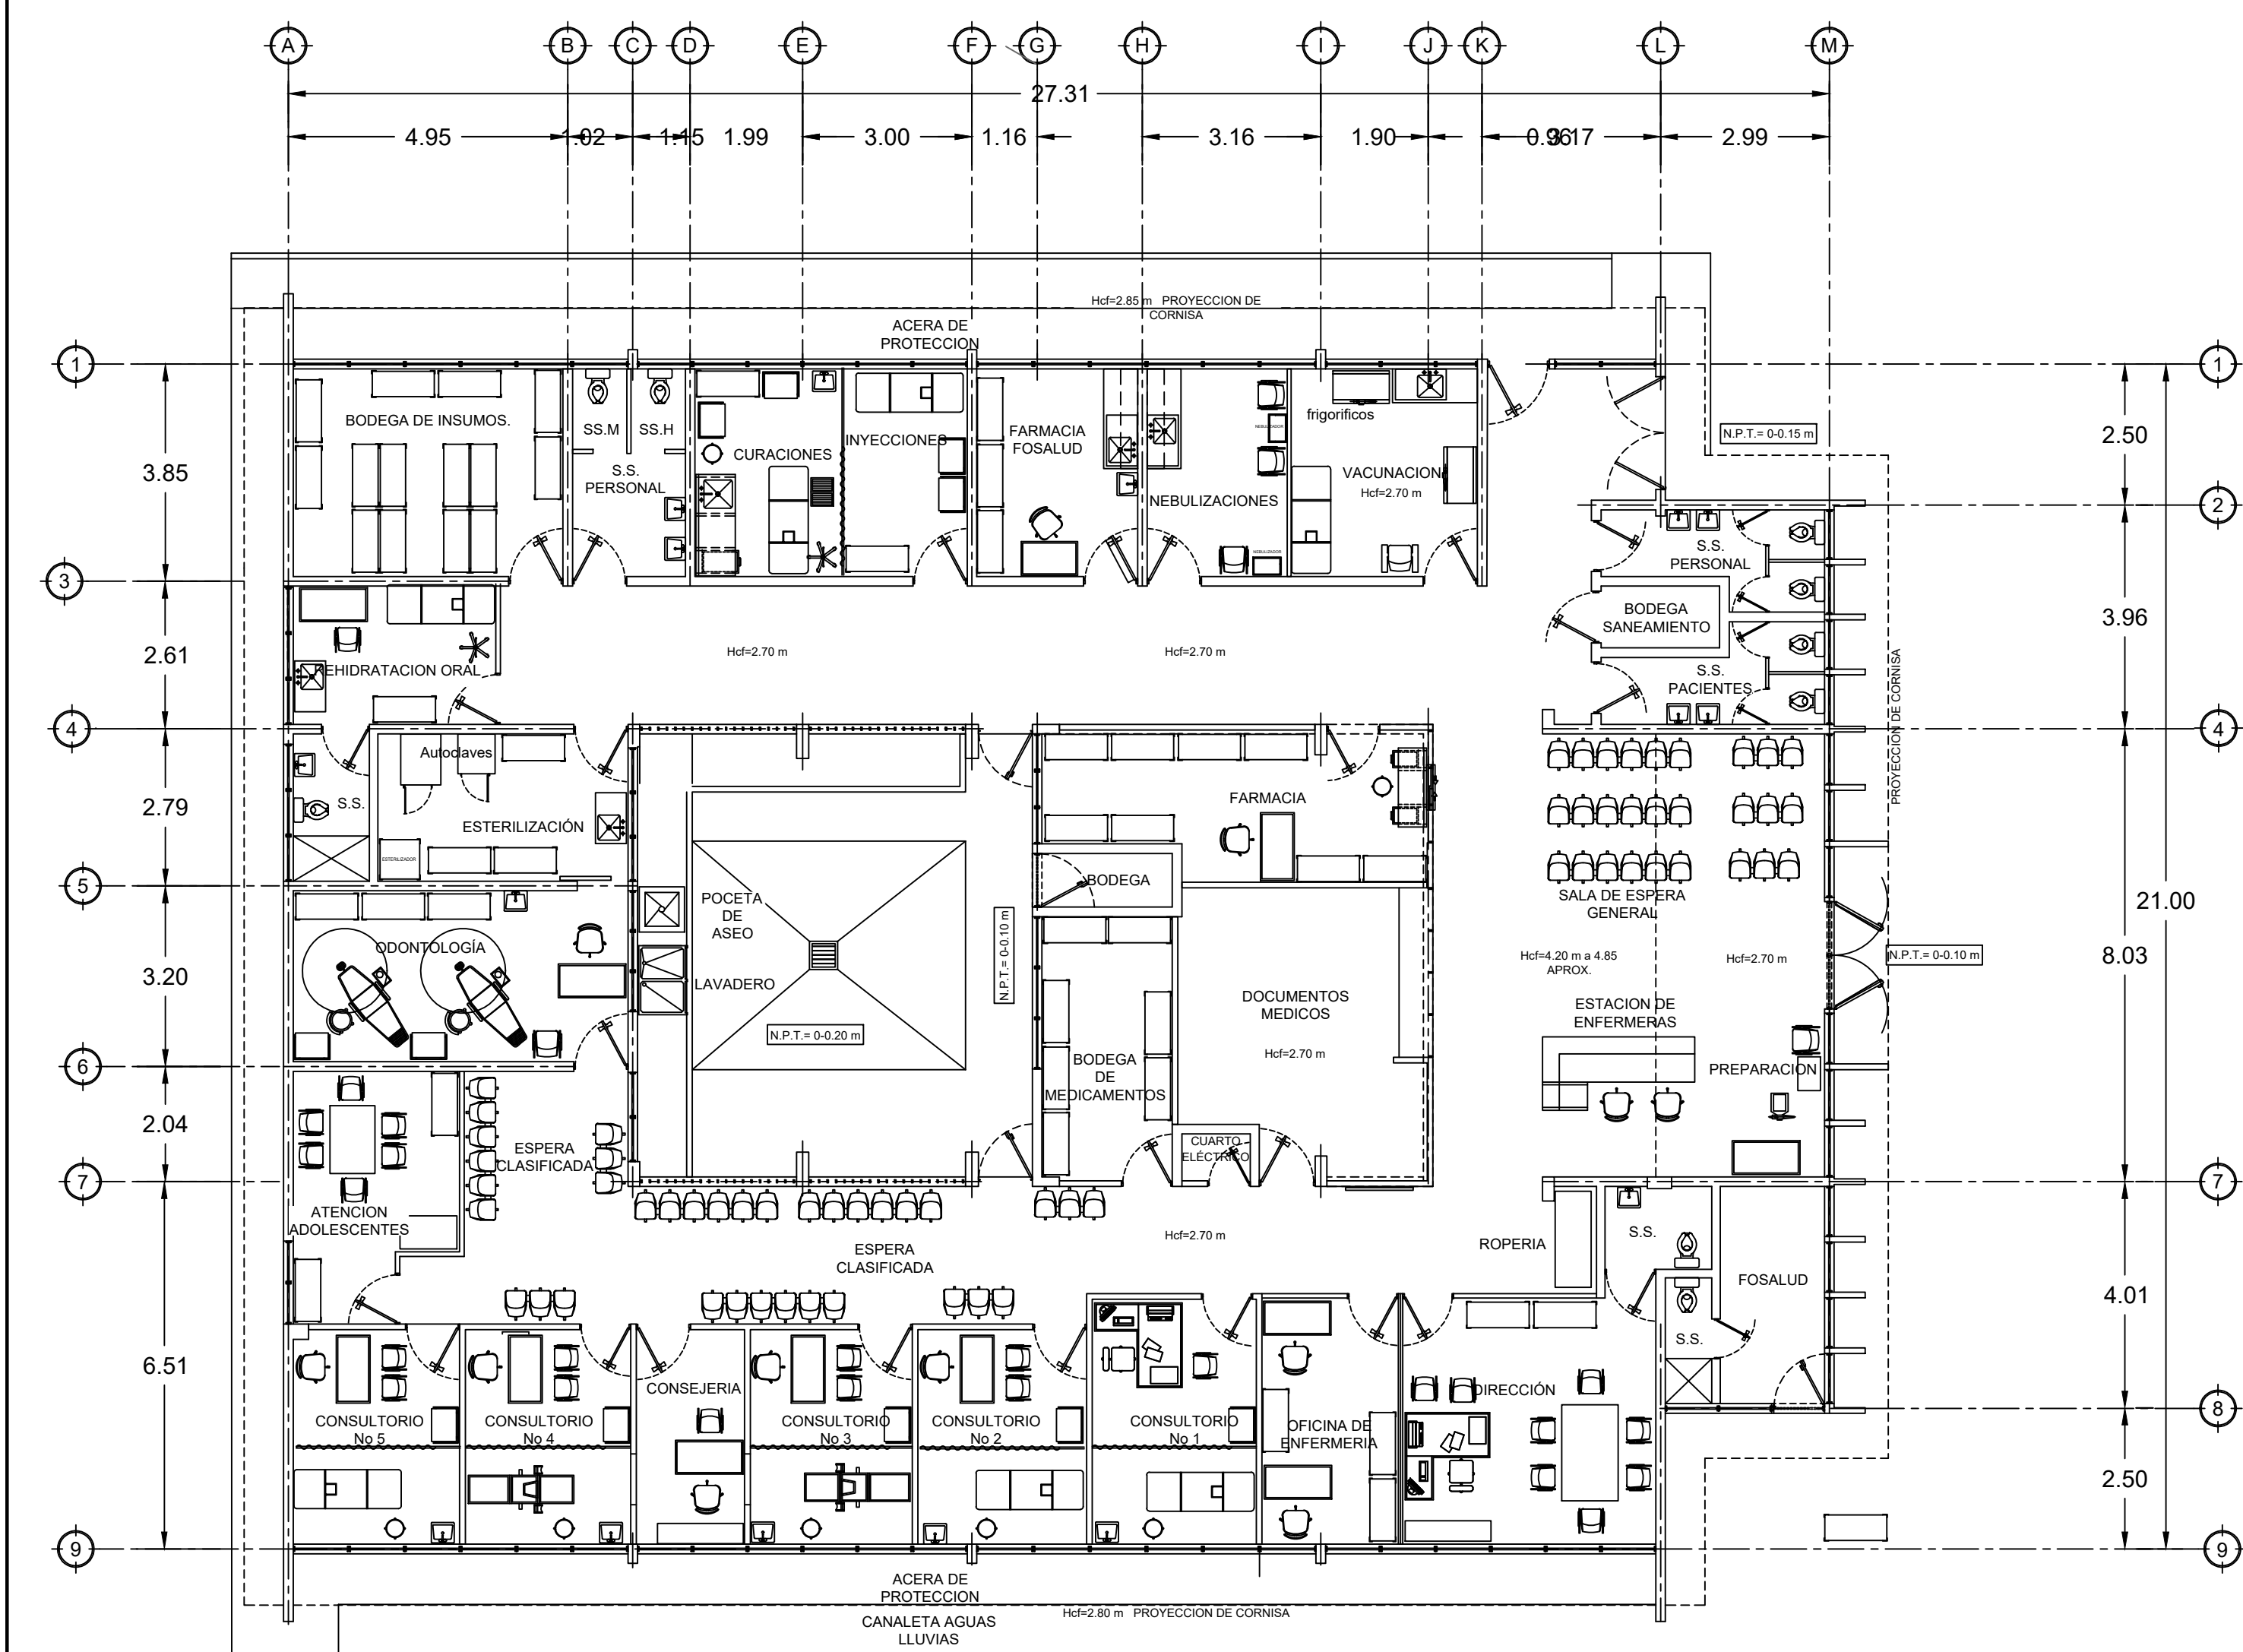 A B C D E F G H I J K L M
27.31
4.95 1.02 1.15 1.99 3.00 1.16 3.16 1.90 0.96 3.17 2.99
Hcf=2.85 m PROYECCION DE
CORNISA
ACERA DE
PROTECCION
1
1
3.85
2.50
BODEGA DE INSUMOS.
SS.M
SS.H
S.S.
PERSONAL
CURACIONES
INYECCIONES
FARMACIA
FOSALUD
NEBULIZADOR
NEBULIZACIONES
NEBULIZADOR
frigorificos
VACUNACION
Hcf=2.70 m
N.P.T.= 0-0.15 m
2
3
S.S.
PERSONAL
BODEGA
SANEAMIENTO
3.96
2.61
REHIDRATACION ORAL
Hcf=2.70 m
Hcf=2.70 m
S.S.
PACIENTES
PROYECCION DE CORNISA
4
4
2.79
Autoclaves
S.S.
ESTERILIZACIÓN
ESTERILIZADOR
FARMACIA
5
BODEGA
POCETA
DE
ASEO
SALA DE ESPERA
GENERAL
21.00
3.20
ODONTOLOGÍA
LAVADERO
N.P.T.= 0-0.10 m
Hcf=4.20 m a 4.85
APROX.
Hcf=2.70 m
N.P.T.= 0-0.10 m
8.03
DOCUMENTOS
MEDICOS
Hcf=2.70 m
ESTACION DE
ENFERMERAS
N.P.T.= 0-0.20 m
6
BODEGA
DE
MEDICAMENTOS
PREPARACION
2.04
ESPERA
CLASIFICADA
CUARTO
ELÉCTRICO
7
7
ATENCION
ADOLESCENTES
ESPERA
CLASIFICADA
Hcf=2.70 m
ROPERIA
S.S.
FOSALUD
4.01
S.S.
6.51
CONSULTORIO
No 5
CONSULTORIO
No 4
CONSEJERIA
CONSULTORIO
No 3
CONSULTORIO
No 2
CONSULTORIO
No 1
OFICINA DE
ENFERMERIA
DIRECCIÓN
8
2.50
9
9
ACERA DE
PROTECCION
Hcf=2.80 m PROYECCION DE CORNISA
CANALETA AGUAS
LLUVIAS